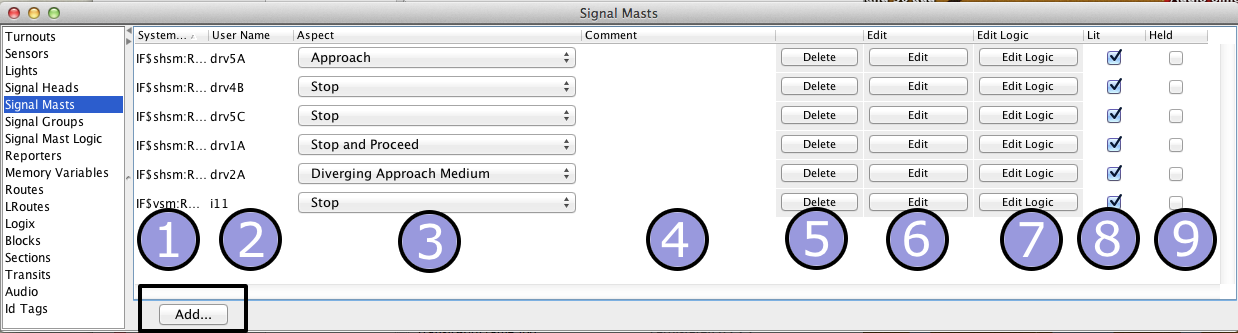 Signal Masts
Turnouts
Sensors
Lights
Signal Heads
Signal Masts
Signal Groups
Signal Mast Logic
Reporters
Memory Variables
Routes
LRoutes
Logix
Blocks
Sections
Transits
Audio
Id Tags
System... User Name Aspect Comment Edit Edit Logic Lit Held
IF$shsm:R... drv5A Approach Delete Edit Edit Logic
IF$shsm:R... drv4B Stop Delete Edit Edit Logic
IF$shsm:R... drv5C Stop Delete Edit Edit Logic
IF$shsm:R... drv1A Stop and Proceed Delete Edit Edit Logic
IF$shsm:R... drv2A Diverging Approach Medium Delete Edit Edit Logic
IF$vsm:R... i11 Stop Delete Edit Edit Logic
1 2 3 4 5 6 7 8 9
Add...